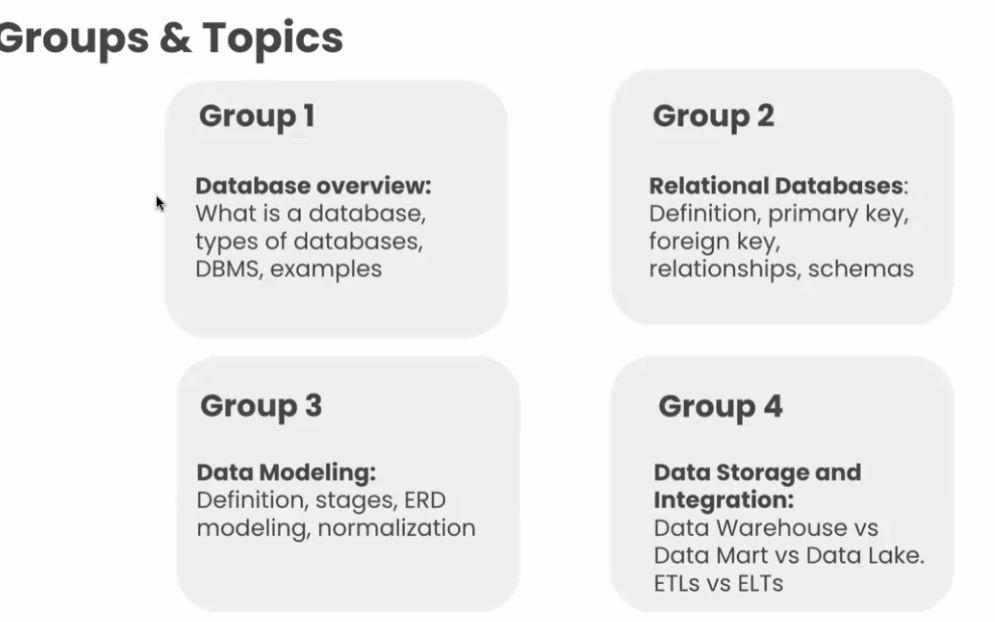 Groups & Topics
Group 1
Database overview:
What is a database,
types of databases,
DBMS, examples
Group 2
Relational Databases:
Definition, primary key,
foreign key,
relationships, schemas
Group 3
Data Modeling:
Definition, stages, ERD
modeling, normalization
Group 4
Data Storage and
Integration:
Data Warehouse vs
Data Mart vs Data Lake.
ETLs vs ELTs